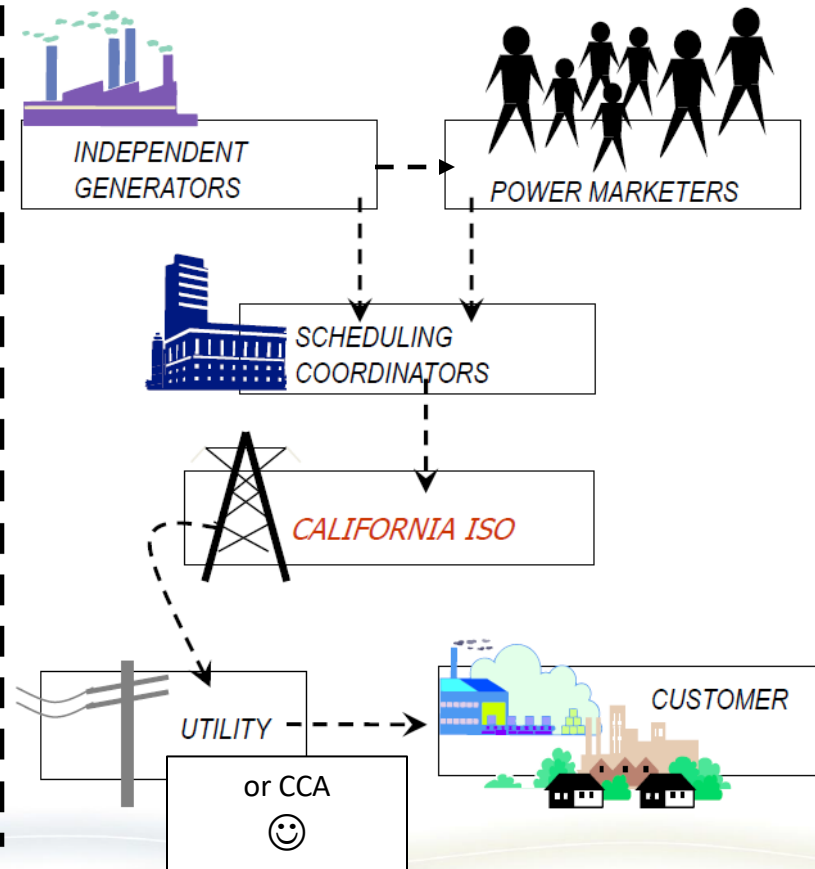 INDEPENDENT
GENERATORS
POWER MARKETERS
SCHEDULING
COORDINATORS
CALIFORNIA ISO
UTILITY
CUSTOMER
or CCA